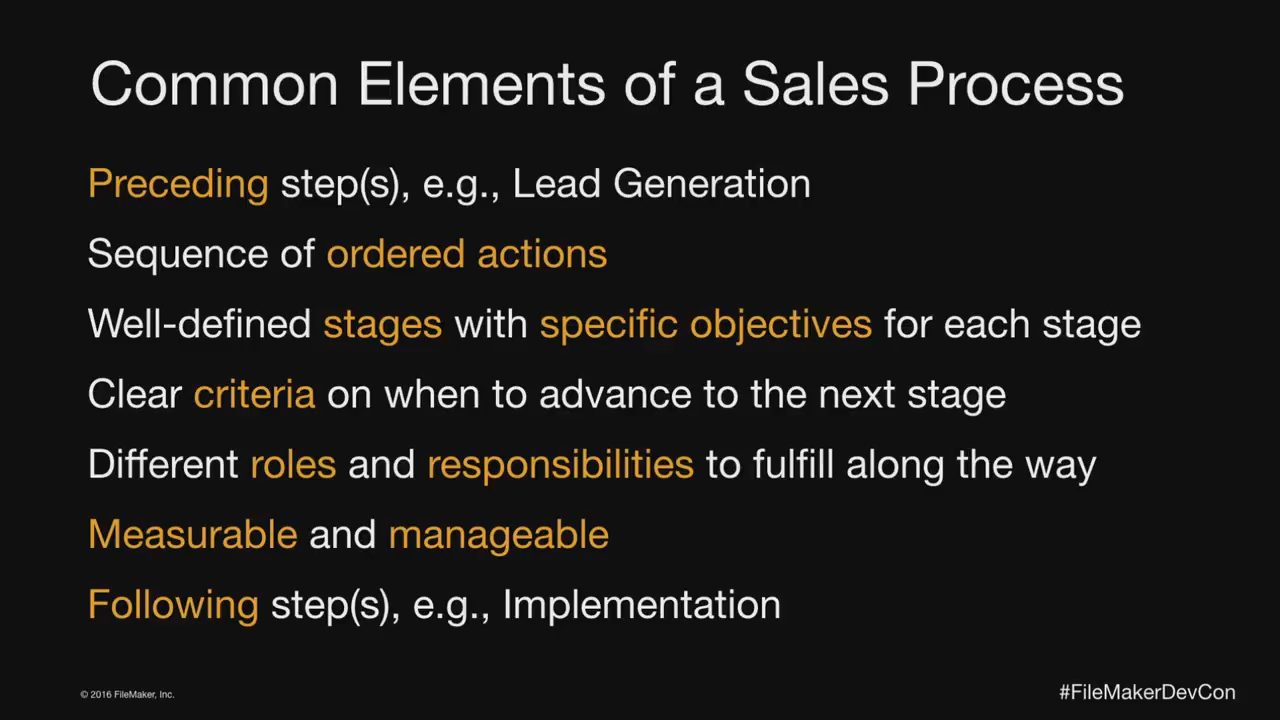 Common Elements of a Sales Process
Preceding step(s), e.g., Lead Generation
Sequence of ordered actions
Well-defined stages with specific objectives for each stage
Clear criteria on when to advance to the next stage
Different roles and responsibilities to fulfill along the way
Measurable and manageable
Following step(s), e.g., Implementation
© 2016 FileMaker, Inc.
#FileMakerDevCon